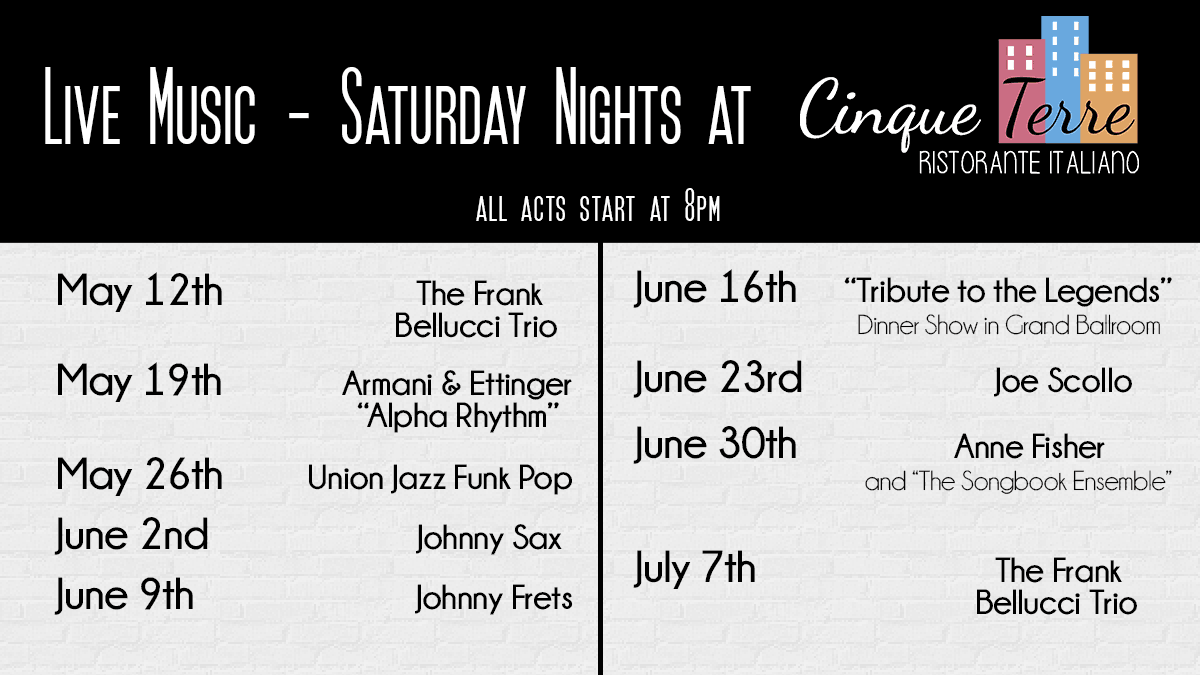 Live Music - Saturday Nights at
Cinque Terre
RISTORANTE ITALIANO
ALL ACTS START AT 8PM
May 12th
The Frank
Bellucci Trio
May 19th
Armani & Ettinger
“Alpha Rhythm”
May 26th
Union Jazz Funk Pop
June 2nd
Johnny Sax
June 9th
Johnny Frets
June 16th
“Tribute to the Legends”
Dinner Show in Grand Ballroom
June 23rd
Joe Scollo
June 30th
Anne Fisher
and “The Songbook Ensemble”
July 7th
The Frank
Bellucci Trio